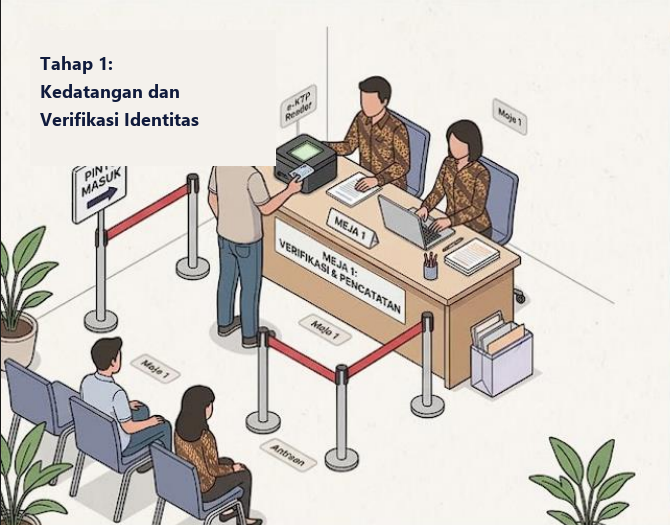 Tahap 1:
Kedatangan dan
Verifikasi Identitas
e-KTP
Reader
Meja 1
MASUK
MEJA 1
MEJA 1:
VERIFIKASI & PENCATATAN
Meja 1
Meja 1
Antrean